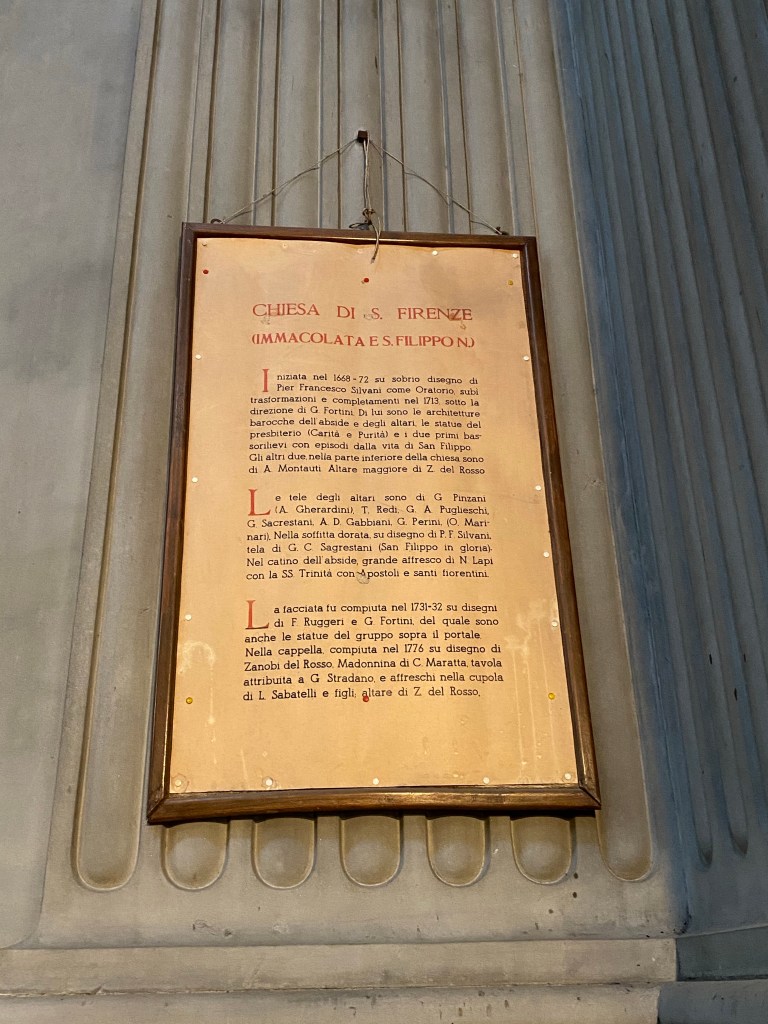 CHIESA DI S. FIRENZE
(IMMACOLATA E S. FILIPPO N.)
Iniziata nel 1668-72 su sobrio disegno di
Pier Francesco Silvani come Oratorio, subì
trasformazioni e completamenti nel 1713, sotto la
direzione di G. Fortini. Di lui sono le architetture
barocche dell'abside e degli altari, le statue del
presbiterio (Carità e Purità) e i due primi bas-
sorilievi con episodi dalla vita di San Filippo.
Gli altri due, nella parte inferiore della chiesa sono
di A. Montauti. Altare maggiore di Z. del Rosso
Le tele degli altari sono di G. Pinzani
(A. Gherardini), T. Redi, G. A. Puglieschi,
G. Sacrestani, A. D. Gabbiani, G. Perini, (O. Mari-
nari), Nella soffitta dorata, su disegno di P. F. Silvani,
tela di G. C. Sagrestani (San Filippo in gloria).
Nel catino dell'abside, grande affresco di N. Lapi
con la SS. Trinità con Apostoli e santi fiorentini.
La facciata fu compiuta nel 1731-32 su disegni
di F. Ruggeri e G. Fortini, del quale sono
anche le statue del gruppo sopra il portale.
Nella cappella, compiuta nel 1776 su disegno di
Zanobi del Rosso, Madonnina di C. Maratta, tavola
attribuita a G. Stradano, e affreschi nella cupola
di L. Sabatelli e figli; altare di Z. del Rosso,